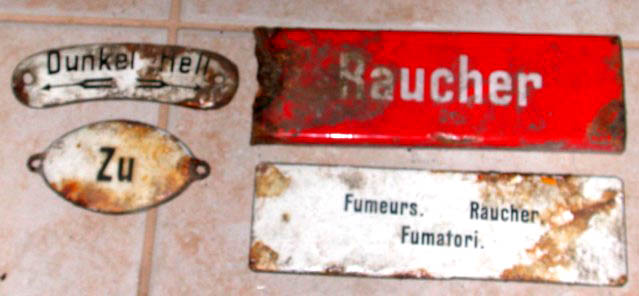 Dunkel hell
Zu
Raucher
Fumeurs. Raucher.
Fumatori.